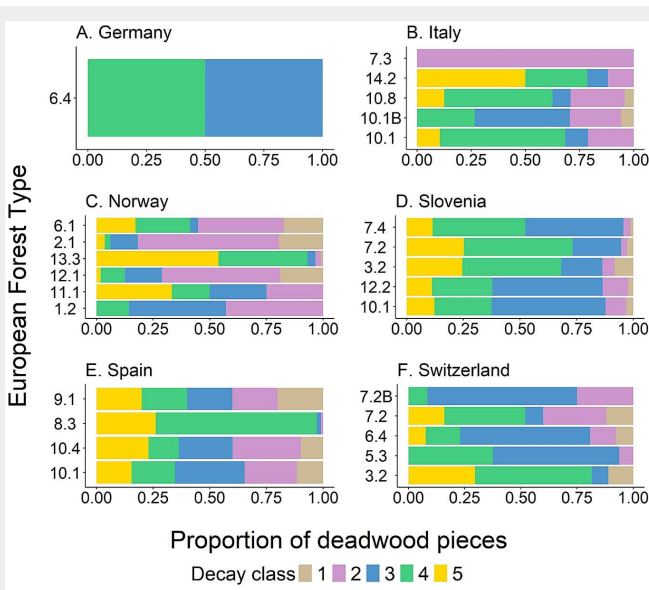 A. Germany
6.4
0.00 0.25 0.50 0.75 1.00
B. Italy
7.3
14.2
10.8
10.1B
10.1
0.00 0.25 0.50 0.75 1.00
C. Norway
6.1
2.1
13.3
12.1
11.1
1.2
0.00 0.25 0.50 0.75 1.00
D. Slovenia
7.4
7.2
3.2
12.2
10.1
0.00 0.25 0.50 0.75 1.00
E. Spain
9.1
8.3
10.4
10.1
0.00 0.25 0.50 0.75 1.00
F. Switzerland
7.2B
7.2
6.4
5.3
3.2
0.00 0.25 0.50 0.75 1.00
European Forest Type
Proportion of deadwood pieces
Decay class 1 2 3 4 5